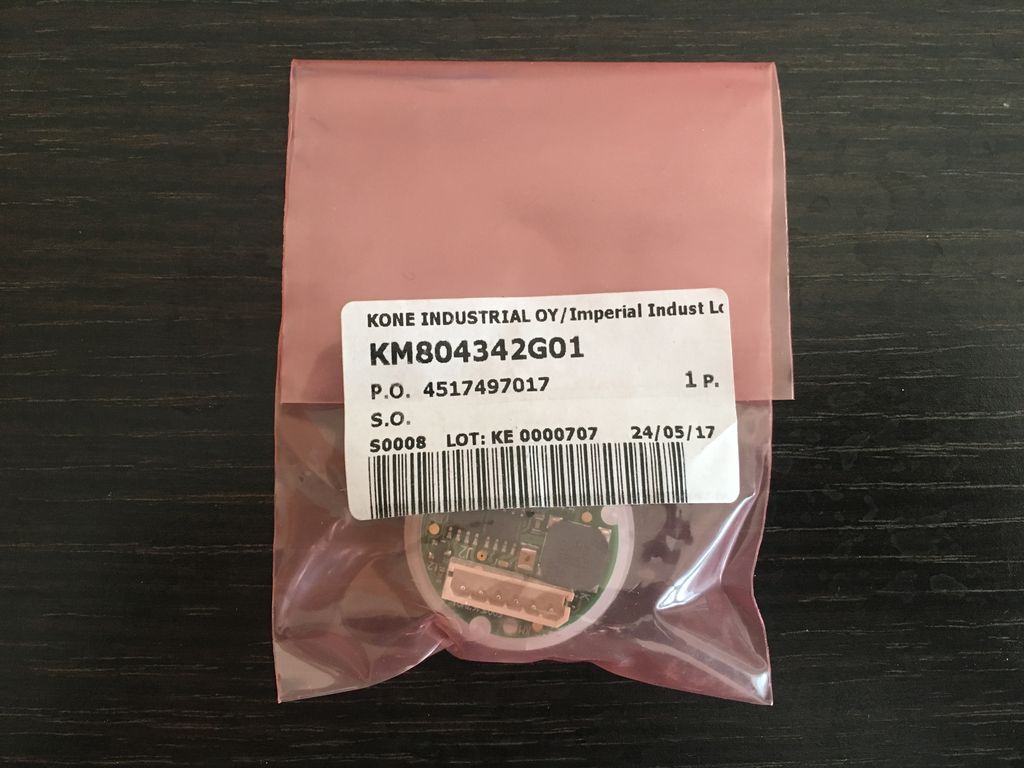 KONE INDUSTRIAL OY/Imperial Indust
KM804342G01
P.O. 4517497017 1 P.
S.O.
S0008 LOT: KE 0000707 24/05/17